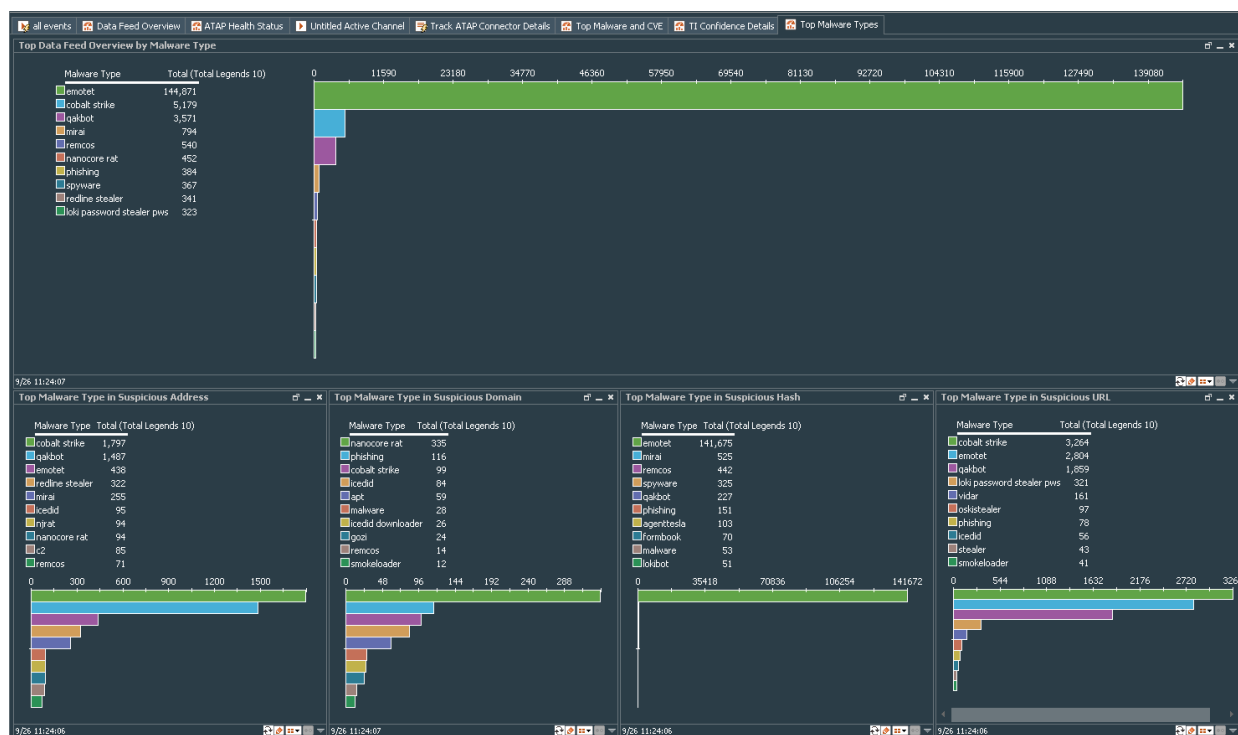 all events Data Feed Overview ATAP Health Status Untitled Active Channel Track ATAP Connector Details Top Malware and CVE TI Confidence Details Top Malware Types
Top Data Feed Overview by Malware Type
Malware Type Total (Total Legends 10)
emotet 144,871
cobalt strike 5,179
qakbot 3,571
mirai 794
remcos 540
nanocore rat 452
phishing 384
spyware 367
redline stealer 341
loki password stealer pws 323
0 11590 23180 34770 46360 57950 69540 81130 92720 104310 115900 127490 139080
9/26 11:24:07
Top Malware Type in Suspicious Address
Malware Type Total (Total Legends 10)
cobalt strike 1,797
qakbot 1,487
emotet 438
redline stealer 322
mirai 255
icedid 95
njrat 94
nanocore rat 94
c2 85
remcos 71
0 300 600 900 1200 1500
9/26 11:24:06
Top Malware Type in Suspicious Domain
Malware Type Total (Total Legends 10)
nanocore rat 335
phishing 116
cobalt strike 99
icedid 84
apt 59
malware 28
icedid downloader 26
gozi 24
remcos 14
smokeloader 12
0 48 96 144 192 240 288
9/26 11:24:07
Top Malware Type in Suspicious Hash
Malware Type Total (Total Legends 10)
emotet 141,675
mirai 525
remcos 442
spyware 325
qakbot 227
phishing 151
agenttesla 103
formbook 70
malware 53
lokibot 51
0 35418 70836 106254 141672
9/26 11:24:06
Top Malware Type in Suspicious URL
Malware Type Total (Total Legends 10)
cobalt strike 3,264
emotet 2,804
qakbot 1,859
loki password stealer pws 321
vidar 161
oskistealer 97
phishing 78
icedid 56
stealer 43
smokeloader 41
0 544 1088 1632 2176 2720 326
9/26 11:24:06